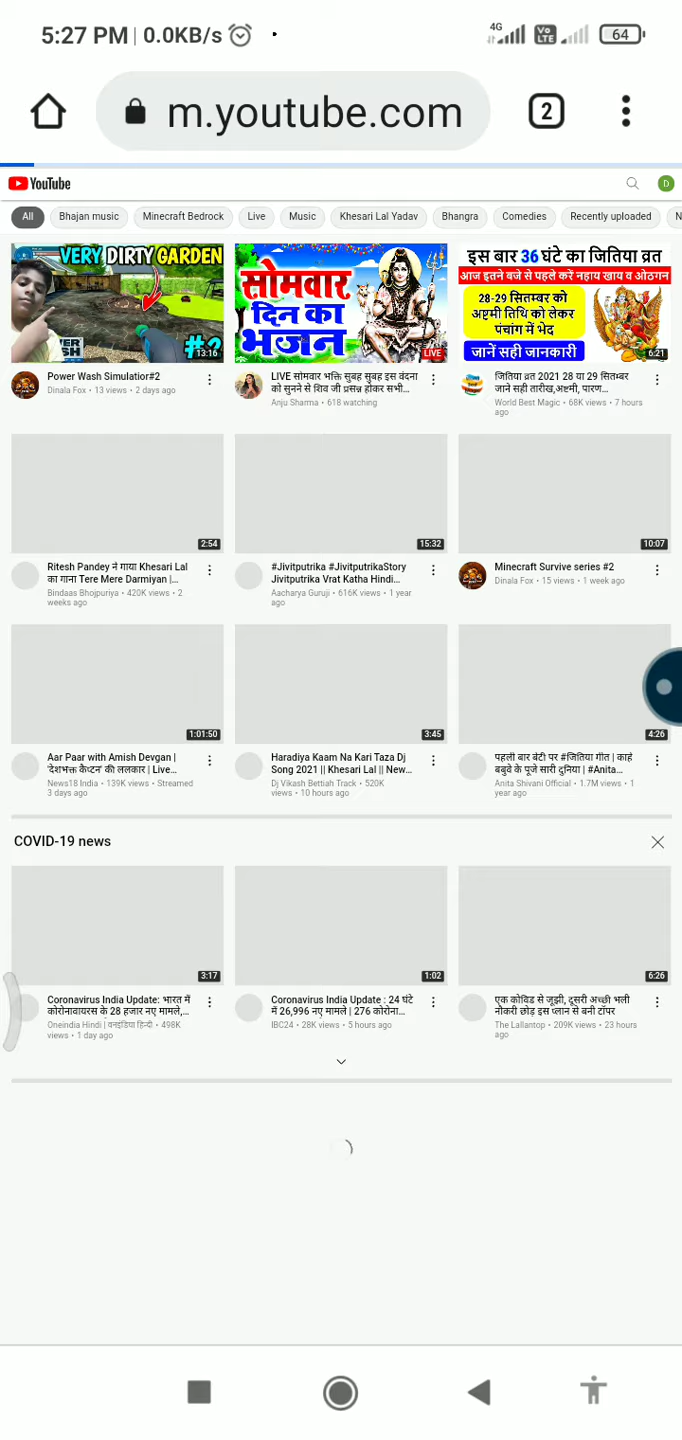 5:27 PM | 0.0KB/s
4G
Vo LTE
64
m.youtube.com
2
YouTube
D
All
Bhajan music
Minecraft Bedrock
Live
Music
Khesari Lal Yadav
Bhangra
Comedies
Recently uploaded
N
VERY DIRTY GARDEN
#2
13:16
सोमवार
दिन का
भजन
LIVE
इस बार 36 घंटे का जितिया व्रत
आज इतने बजे से पहले करें नहाय खाय व ओठगन
28-29 सितम्बर को
अष्टमी तिथि को लेकर
पंचांग में भेद
जानें सही जानकारी
6:21
Power Wash Simulatior#2
Dinala Fox • 13 views • 2 days ago
LIVE सोमवार भक्ति सुबह सुबह इस वंदना
को सुनने से शिव जी प्रसन्न होकर सभी...
Anju Sharma • 618 watching
जितिया व्रत 2021 28 या 29 सितम्बर
जाने सही तारीख,अष्टमी, पारण...
World Best Magic • 68K views • 7 hours
ago
2:54
15:32
10:07
Ritesh Pandey ने गाया Khesari Lal
का गाना Tere Mere Darmiyan |...
Bindaas Bhojpuriya • 420K views • 2
weeks ago
#Jivitputrika #JivitputrikaStory
Jivitputrika Vrat Katha Hindi...
Aacharya Guruji • 616K views • 1 year
ago
Minecraft Survive series #2
Dinala Fox • 15 views • 1 week ago
1:01:50
3:45
4:26
Aar Paar with Amish Devgan |
'देशभक्त कैप्टन' की ललकार | Live...
News18 India • 139K views • Streamed
3 days ago
Haradiya Kaam Na Kari Taza Dj
Song 2021 || Khesari Lal || New...
Dj Vikash Bettiah Track • 520K
views • 10 hours ago
पहली बार बेटी पर #जितिया गीत | काहे
बबुवे के पूजे सारी दुनिया | #Anita...
Anita Shivani Official • 1.7M views • 1
year ago
COVID-19 news
3:17
1:02
6:26
Coronavirus India Update: भारत में
कोरोनावायरस के 28 हजार नए मामले,...
Oneindia Hindi | वनइंडिया हिन्दी • 498K
views • 1 day ago
Coronavirus India Update : 24 घंटे
में 26,996 नए मामले | 276 कोरोना...
IBC24 • 28K views • 5 hours ago
एक कोविड से जूझी, दूसरी अच्छी भली
नौकरी छोड़ इस प्लान से बनी टॉपर
The Lallantop • 209K views • 23 hours
ago